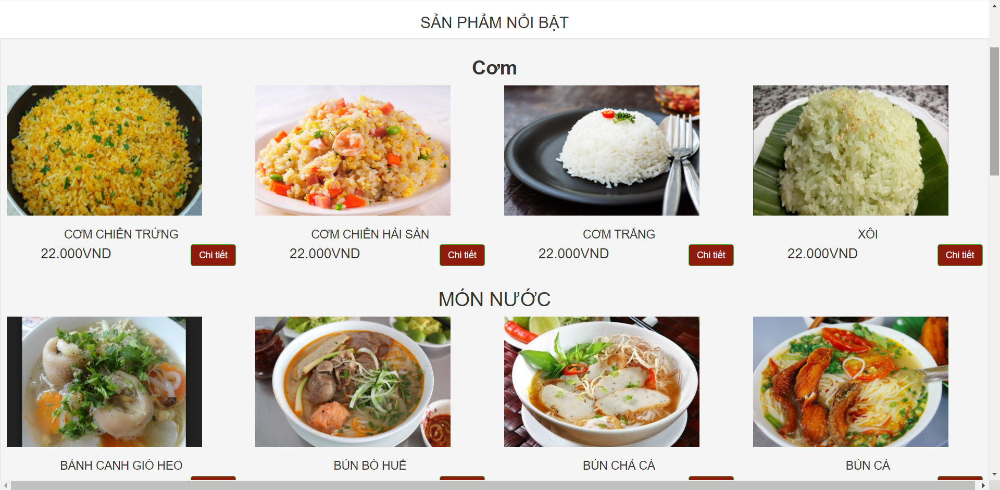 SẢN PHẨM NỔI BẬT
Cơm
CƠM CHIÊN TRỨNG
22.000VND Chi tiết
CƠM CHIÊN HẢI SẢN
22.000VND Chi tiết
CƠM TRẮNG
22.000VND Chi tiết
XÔI
22.000VND Chi tiết
MÓN NƯỚC
BÁNH CANH GIÒ HEO
BÚN BÒ HUẾ
BÚN CHẢ CÁ
BÚN CÁ